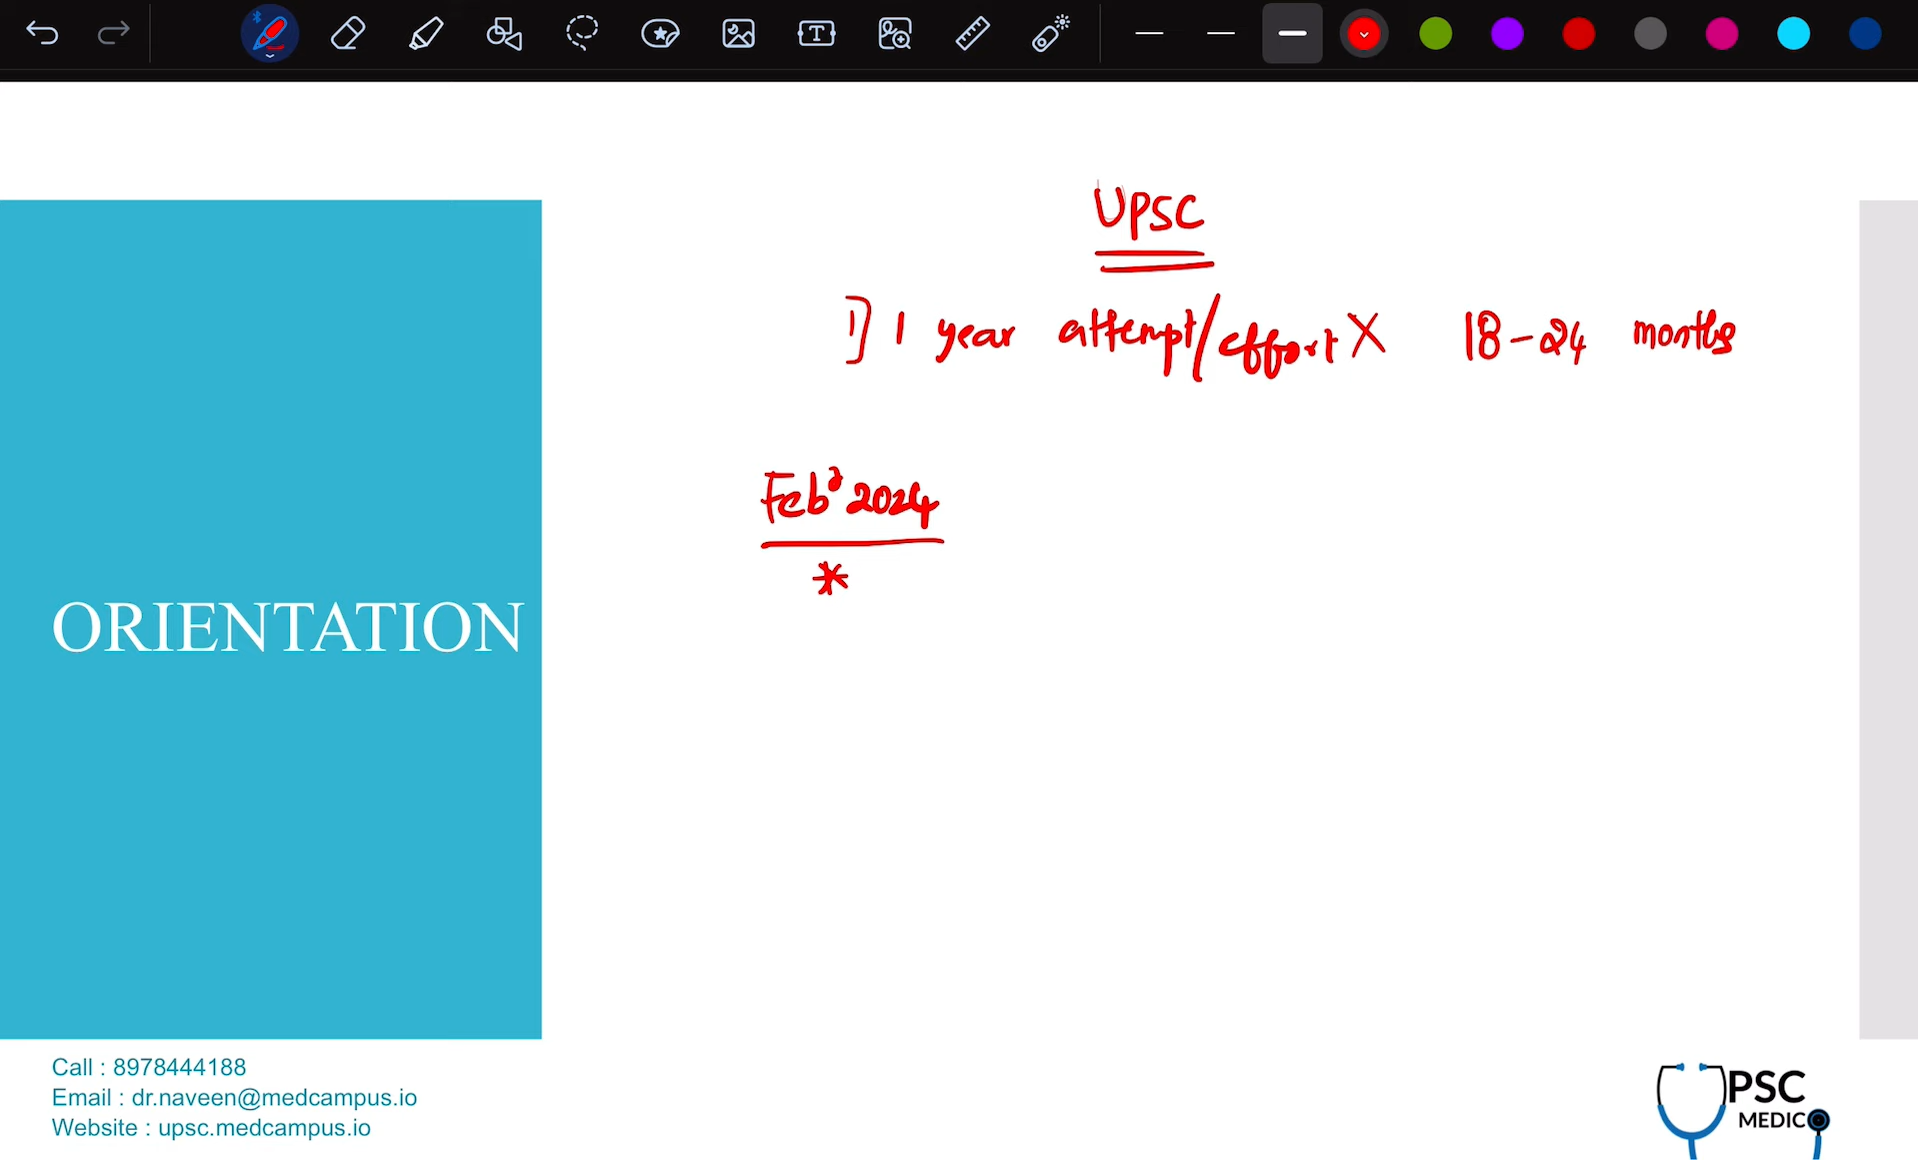 UPSC
1] 1 year attempt/effort X 18-24 months
Feb' 2024
*
ORIENTATION
Call : 8978444188
Email : dr.naveen@medcampus.io
Website : upsc.medcampus.io
UPSC
MEDICO